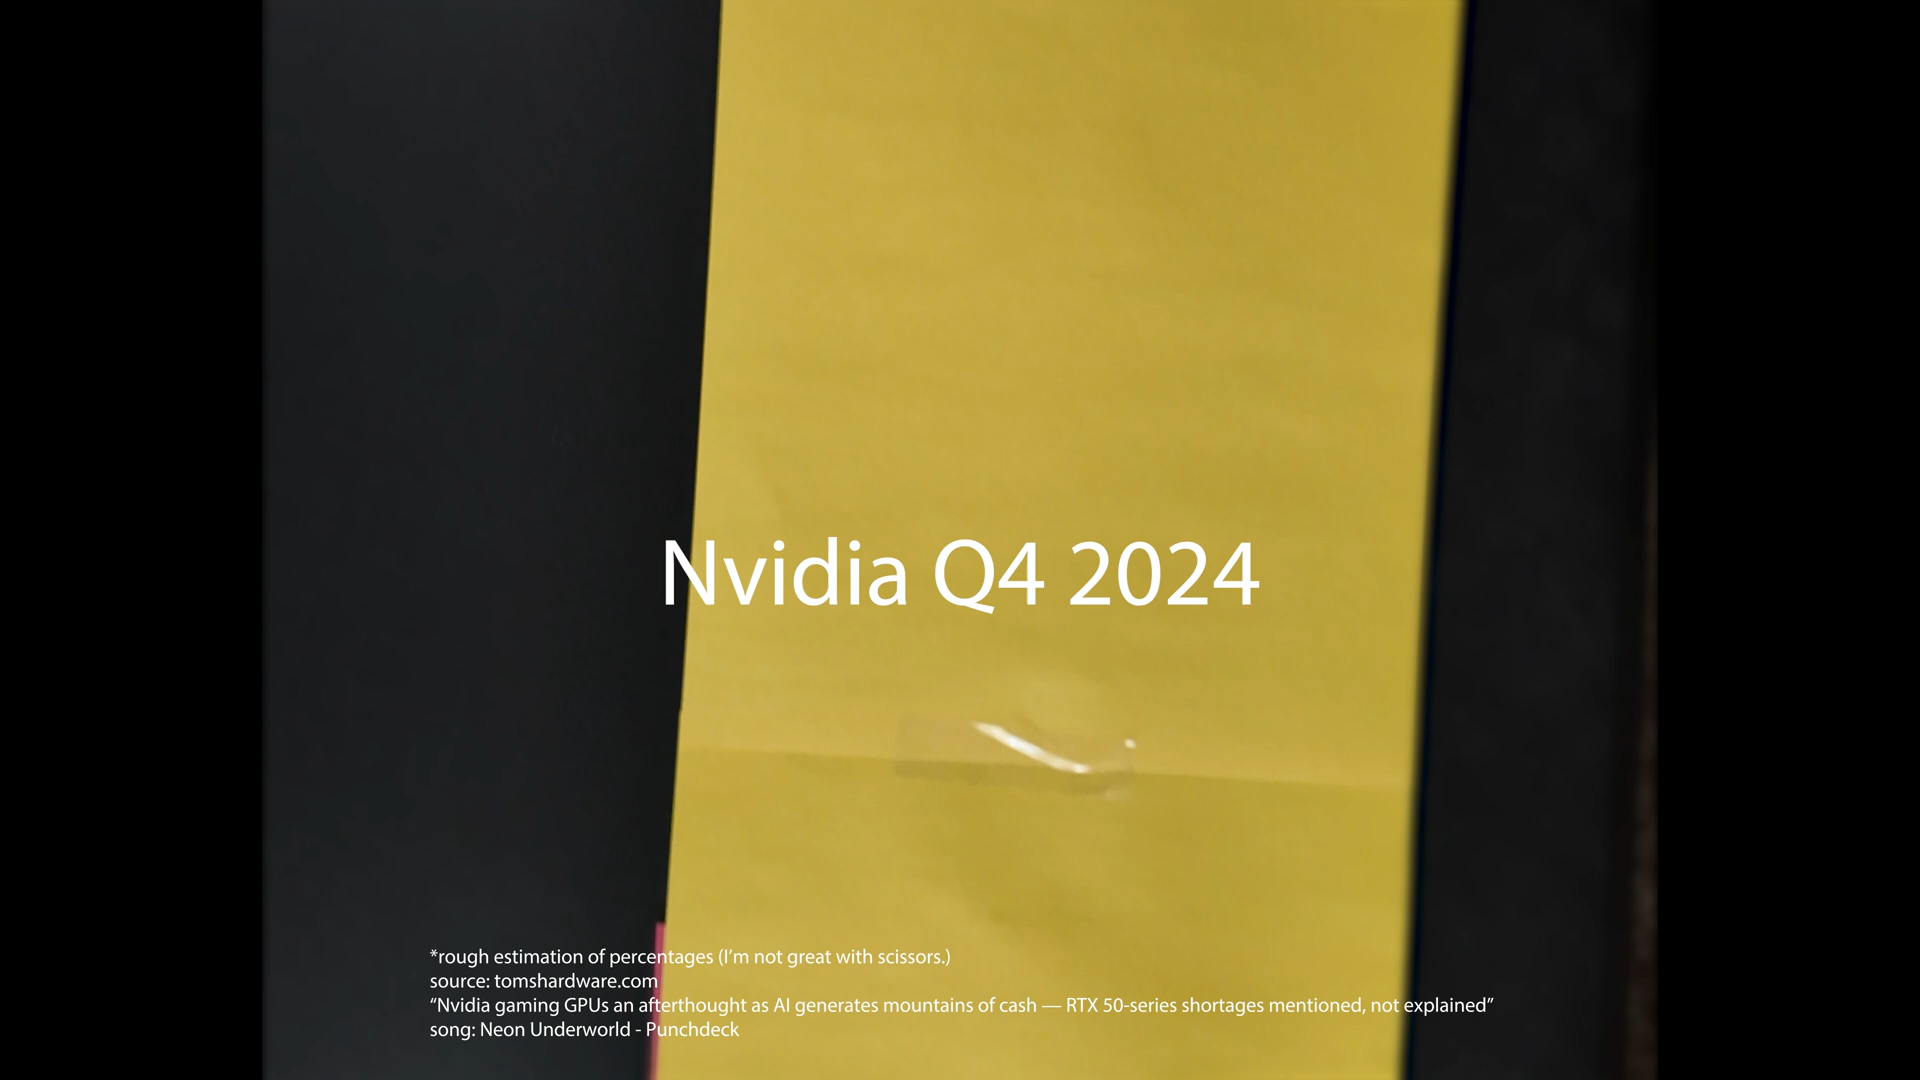 Nvidia Q4 2024
*rough estimation of percentages (I’m not great with scissors.)
source: tomshardware.com
“Nvidia gaming GPUs an afterthought as AI generates mountains of cash — RTX 50-series shortages mentioned, not explained”
song: Neon Underworld - Punchdeck